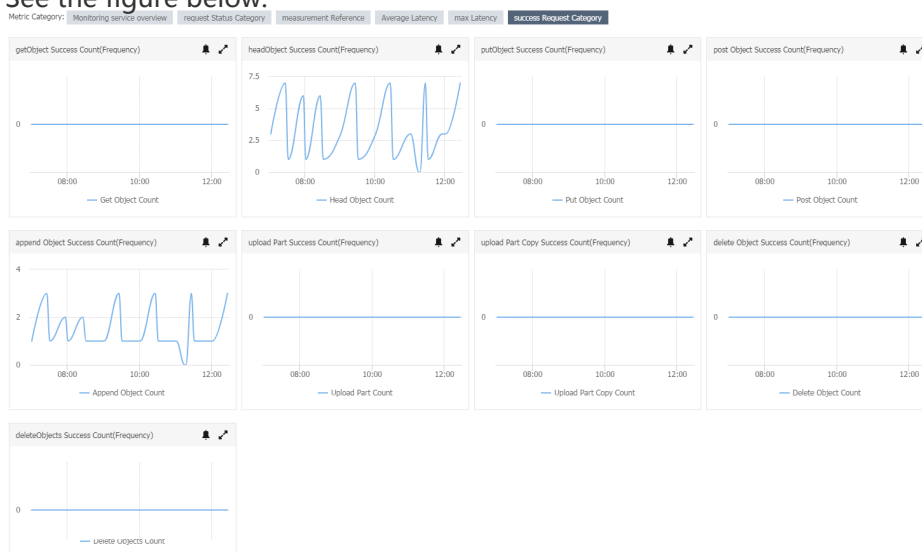 See the figure below:
Metric Category: Monitoring service overview request Status Category measurement Reference Average Latency max Latency success Request Category
getObject Success Count(Frequency)
0
08:00 10:00 12:00
Get Object Count
headObject Success Count(Frequency)
7.5
5
2.5
0
08:00 10:00 12:00
Head Object Count
putObject Success Count(Frequency)
0
08:00 10:00 12:00
Put Object Count
post Object Success Count(Frequency)
0
08:00 10:00 12:00
Post Object Count
append Object Success Count(Frequency)
4
2
0
08:00 10:00 12:00
Append Object Count
upload Part Success Count(Frequency)
0
08:00 10:00 12:00
Upload Part Count
upload Part Copy Success Count(Frequency)
0
08:00 10:00 12:00
Upload Part Copy Count
delete Object Success Count(Frequency)
0
08:00 10:00 12:00
Delete Object Count
deleteObjects Success Count(Frequency)
0
08:00 10:00 12:00
Delete Objects Count